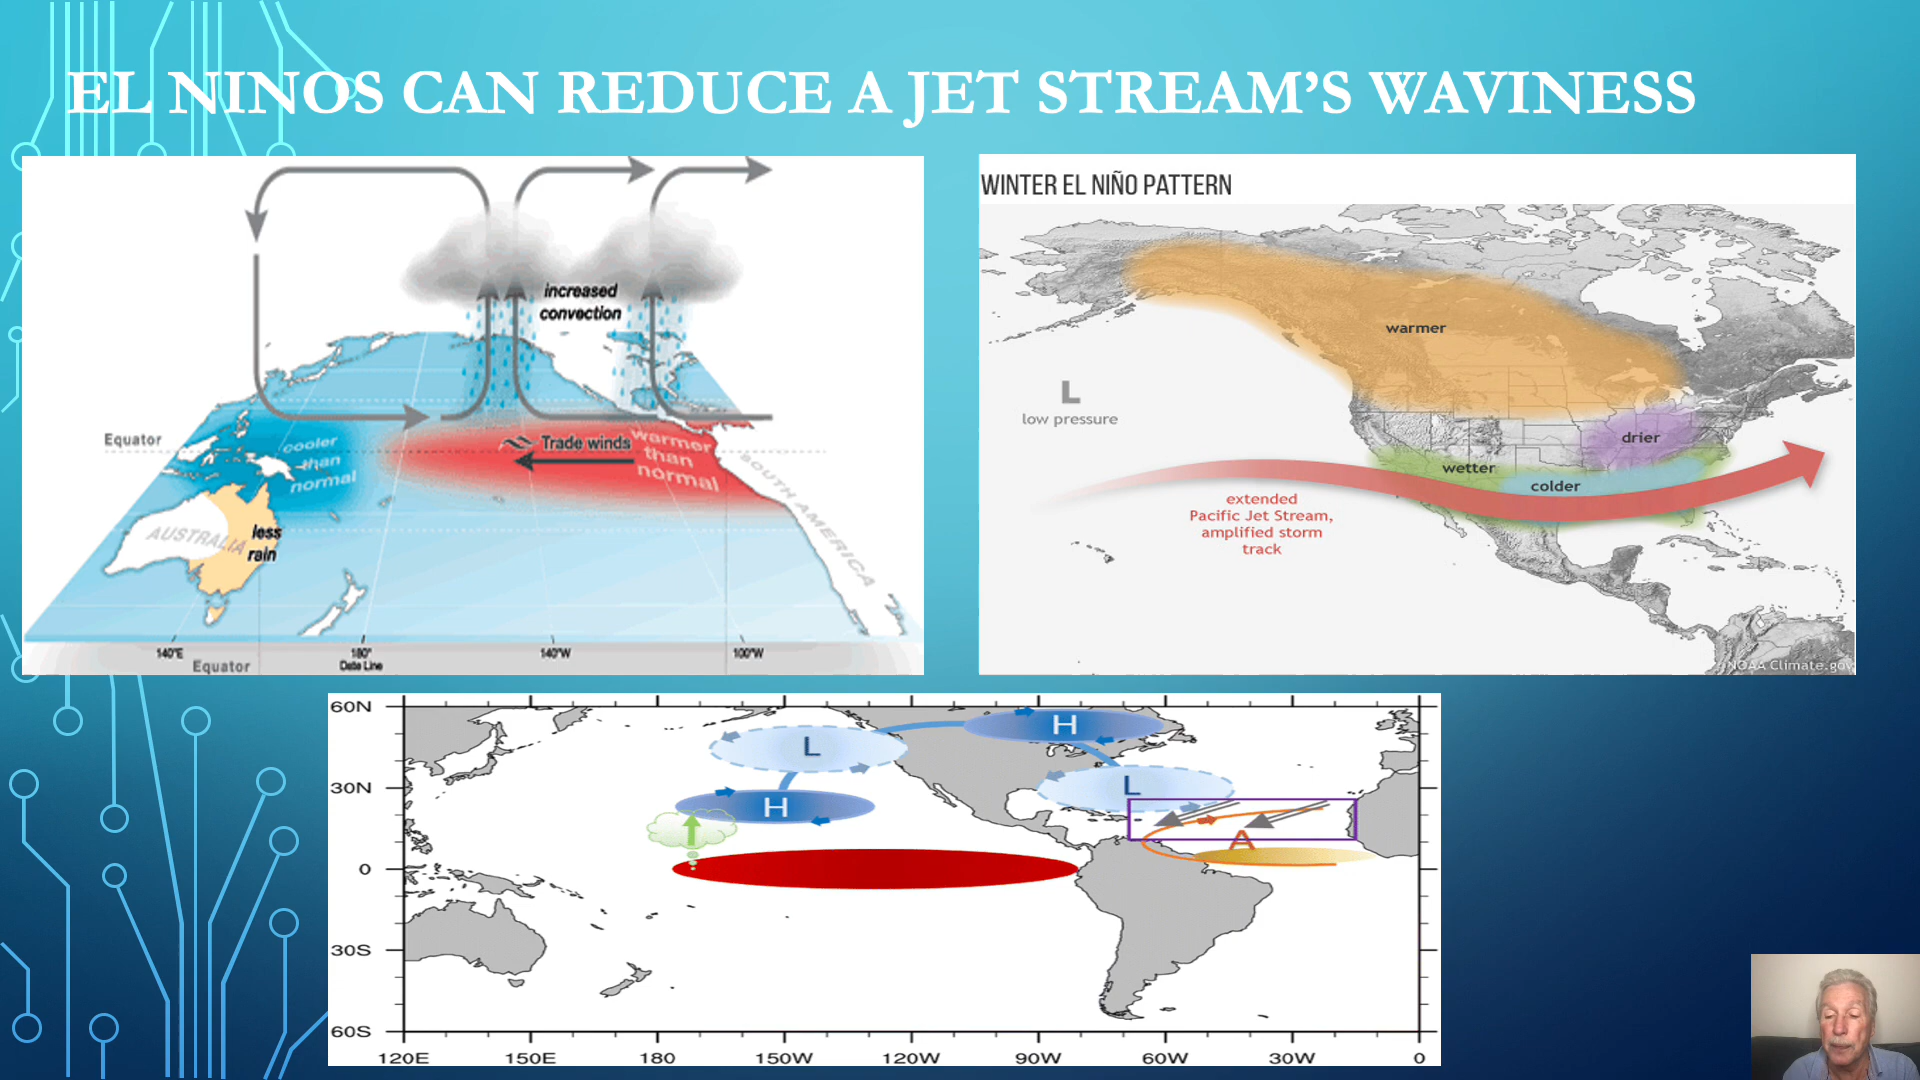 EL NINOS CAN REDUCE A JET STREAM’S WAVINESS
increased
convection
Equator
cooler
than
normal
Trade winds
warmer
than
normal
AUSTRALIA
less
rain
SOUTH AMERICA
140°E
180°
140°W
100°W
Equator
Date Line
WINTER EL NIÑO PATTERN
warmer
L
low pressure
drier
wetter
colder
extended
Pacific Jet Stream,
amplified storm
track
NOAA Climate.gov
60N
H
L
30N
L
H
A
0
30S
60S
120E
150E
180
150W
120W
90W
60W
30W
0